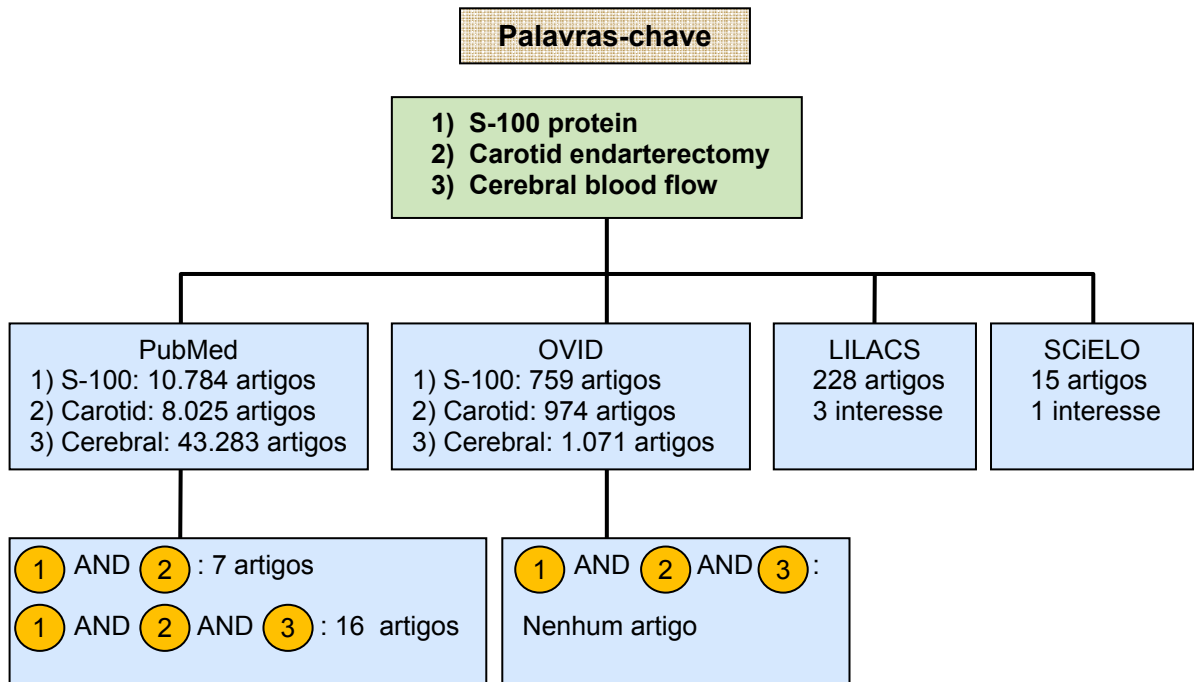 Palavras-chave
1) S-100 protein
2) Carotid endarterectomy
3) Cerebral blood flow
PubMed
1) S-100: 10.784 artigos
2) Carotid: 8.025 artigos
3) Cerebral: 43.283 artigos
OVID
1) S-100: 759 artigos
2) Carotid: 974 artigos
3) Cerebral: 1.071 artigos
LILACS
228 artigos
3 interesse
SCiELO
15 artigos
1 interesse
1 AND 2 : 7 artigos
1 AND 2 AND 3 : 16 artigos
1 AND 2 AND 3 :
Nenhum artigo